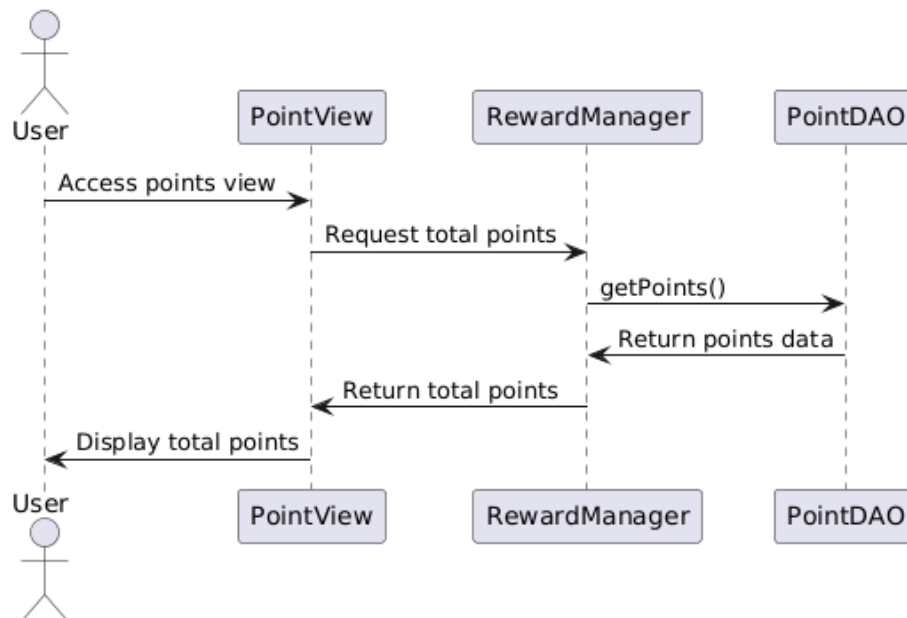 User
PointView
RewardManager
PointDAO
Access points view
Request total points
getPoints()
Return points data
Return total points
Display total points
User
PointView
RewardManager
PointDAO